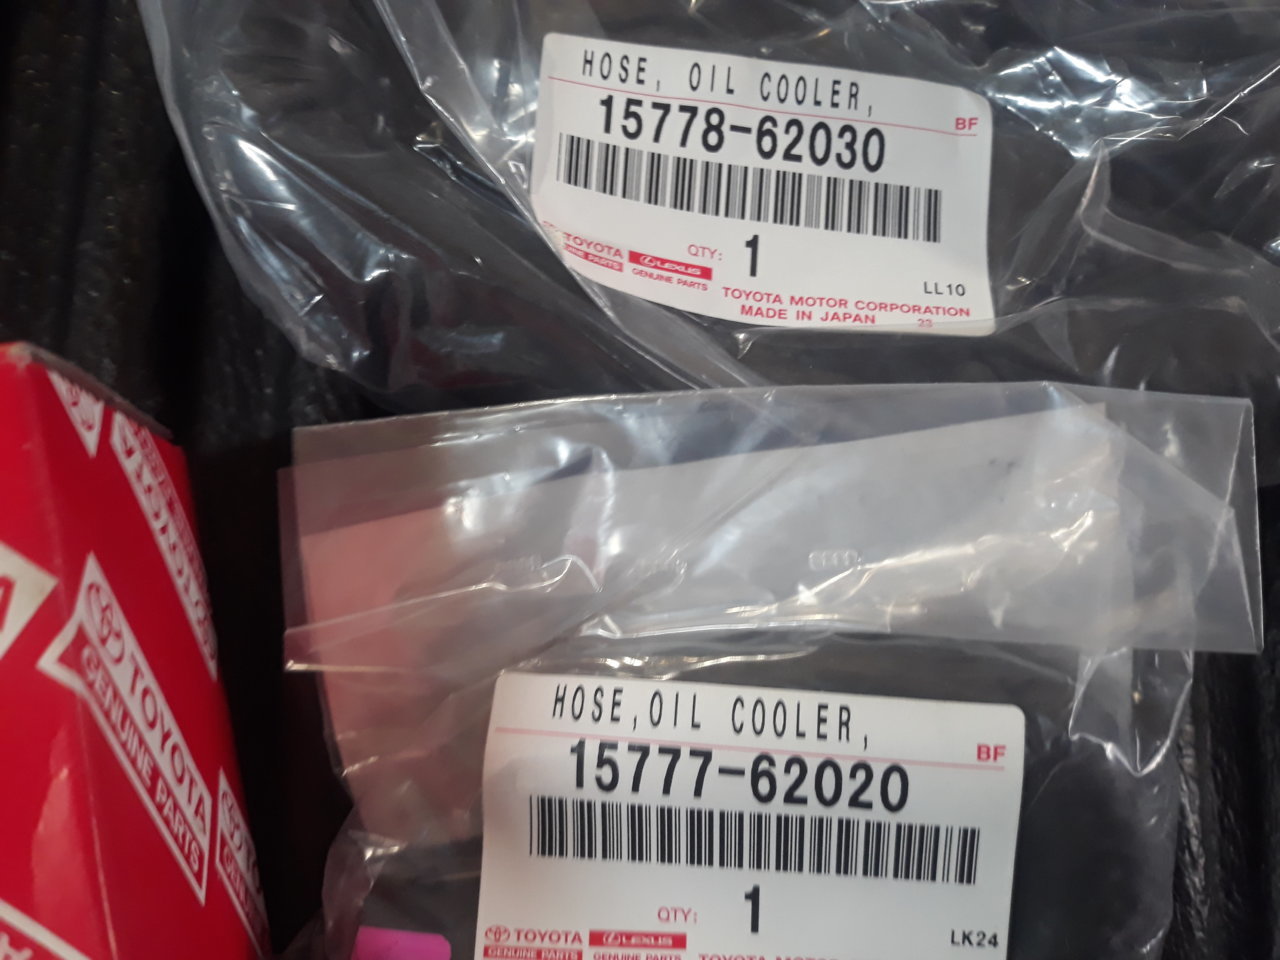 HOSE, OIL COOLER,
BF
15778-62030
QTY: 1
TOYOTA
GENUINE PARTS
LEXUS
GENUINE PARTS
LL10
TOYOTA MOTOR CORPORATION
MADE IN JAPAN 23
HOSE,OIL COOLER,
BF
15777-62020
QTY: 1
TOYOTA
GENUINE PARTS
LEXUS
GENUINE PARTS
LK24
TOYOTA MOTOR
TOYOTA
GENUINE PARTS